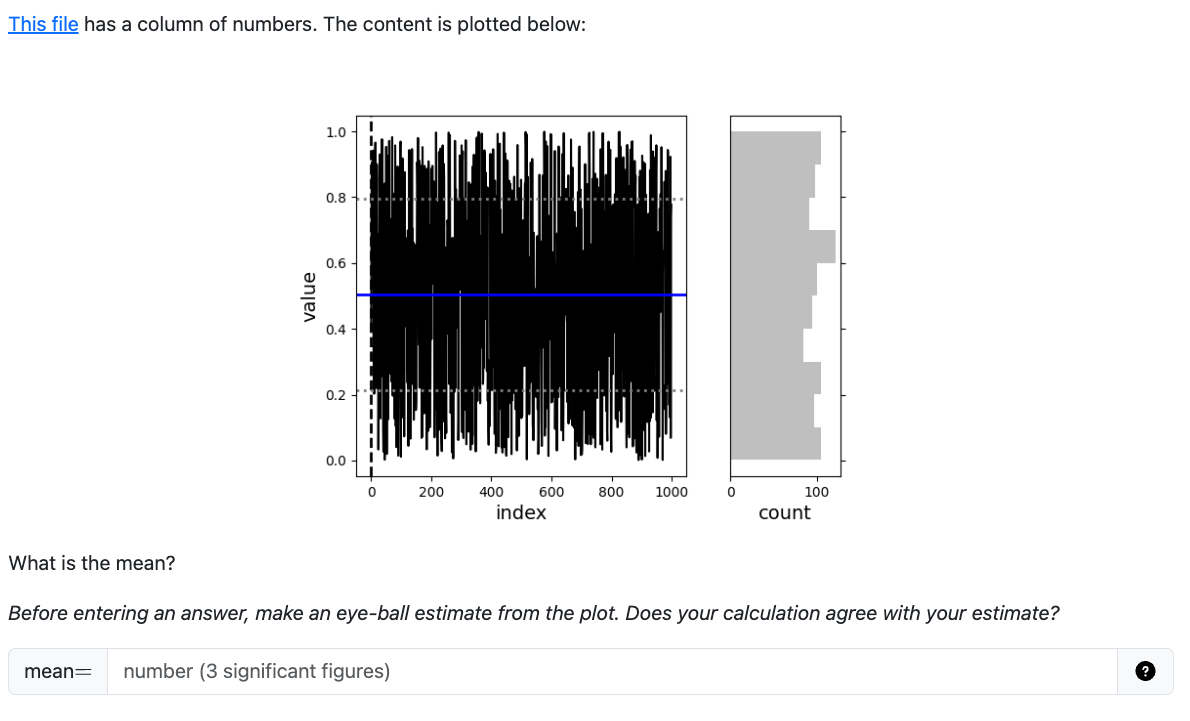 This file has a column of numbers. The content is plotted below:
1.0
0.8
0.6
0.4
0.2
0.0
value
0 200 400 600 800 1000
index
0 100
count
What is the mean?
Before entering an answer, make an eye-ball estimate from the plot. Does your calculation agree with your estimate?
mean= number (3 significant figures) ?